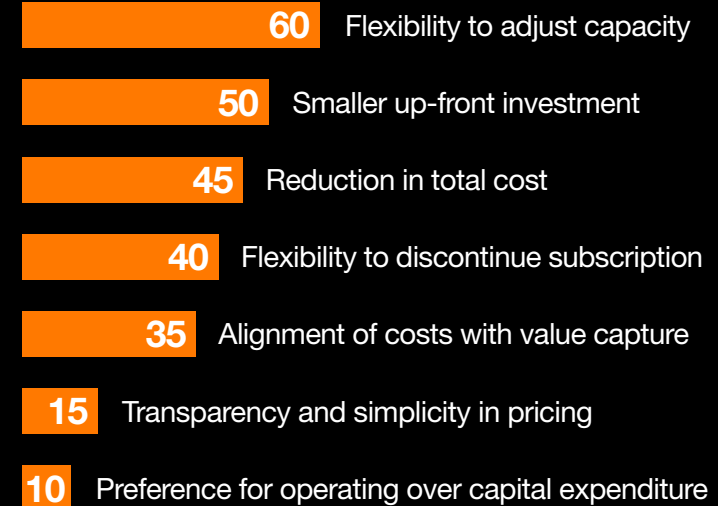 60 Flexibility to adjust capacity
50 Smaller up-front investment
45 Reduction in total cost
40 Flexibility to discontinue subscription
35 Alignment of costs with value capture
15 Transparency and simplicity in pricing
10 Preference for operating over capital expenditure